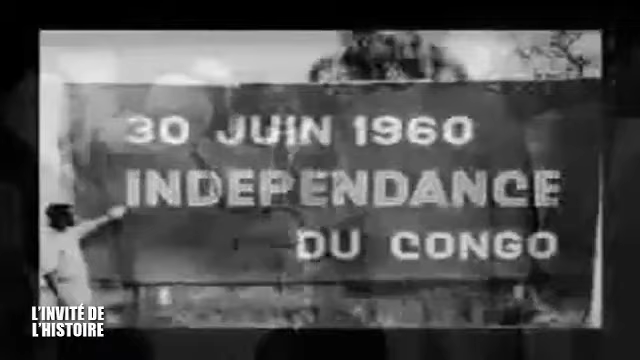 30 JUIN 1960
INDEPENDANCE
DU CONGO
L'INVITÉ DE
L'HISTOIRE